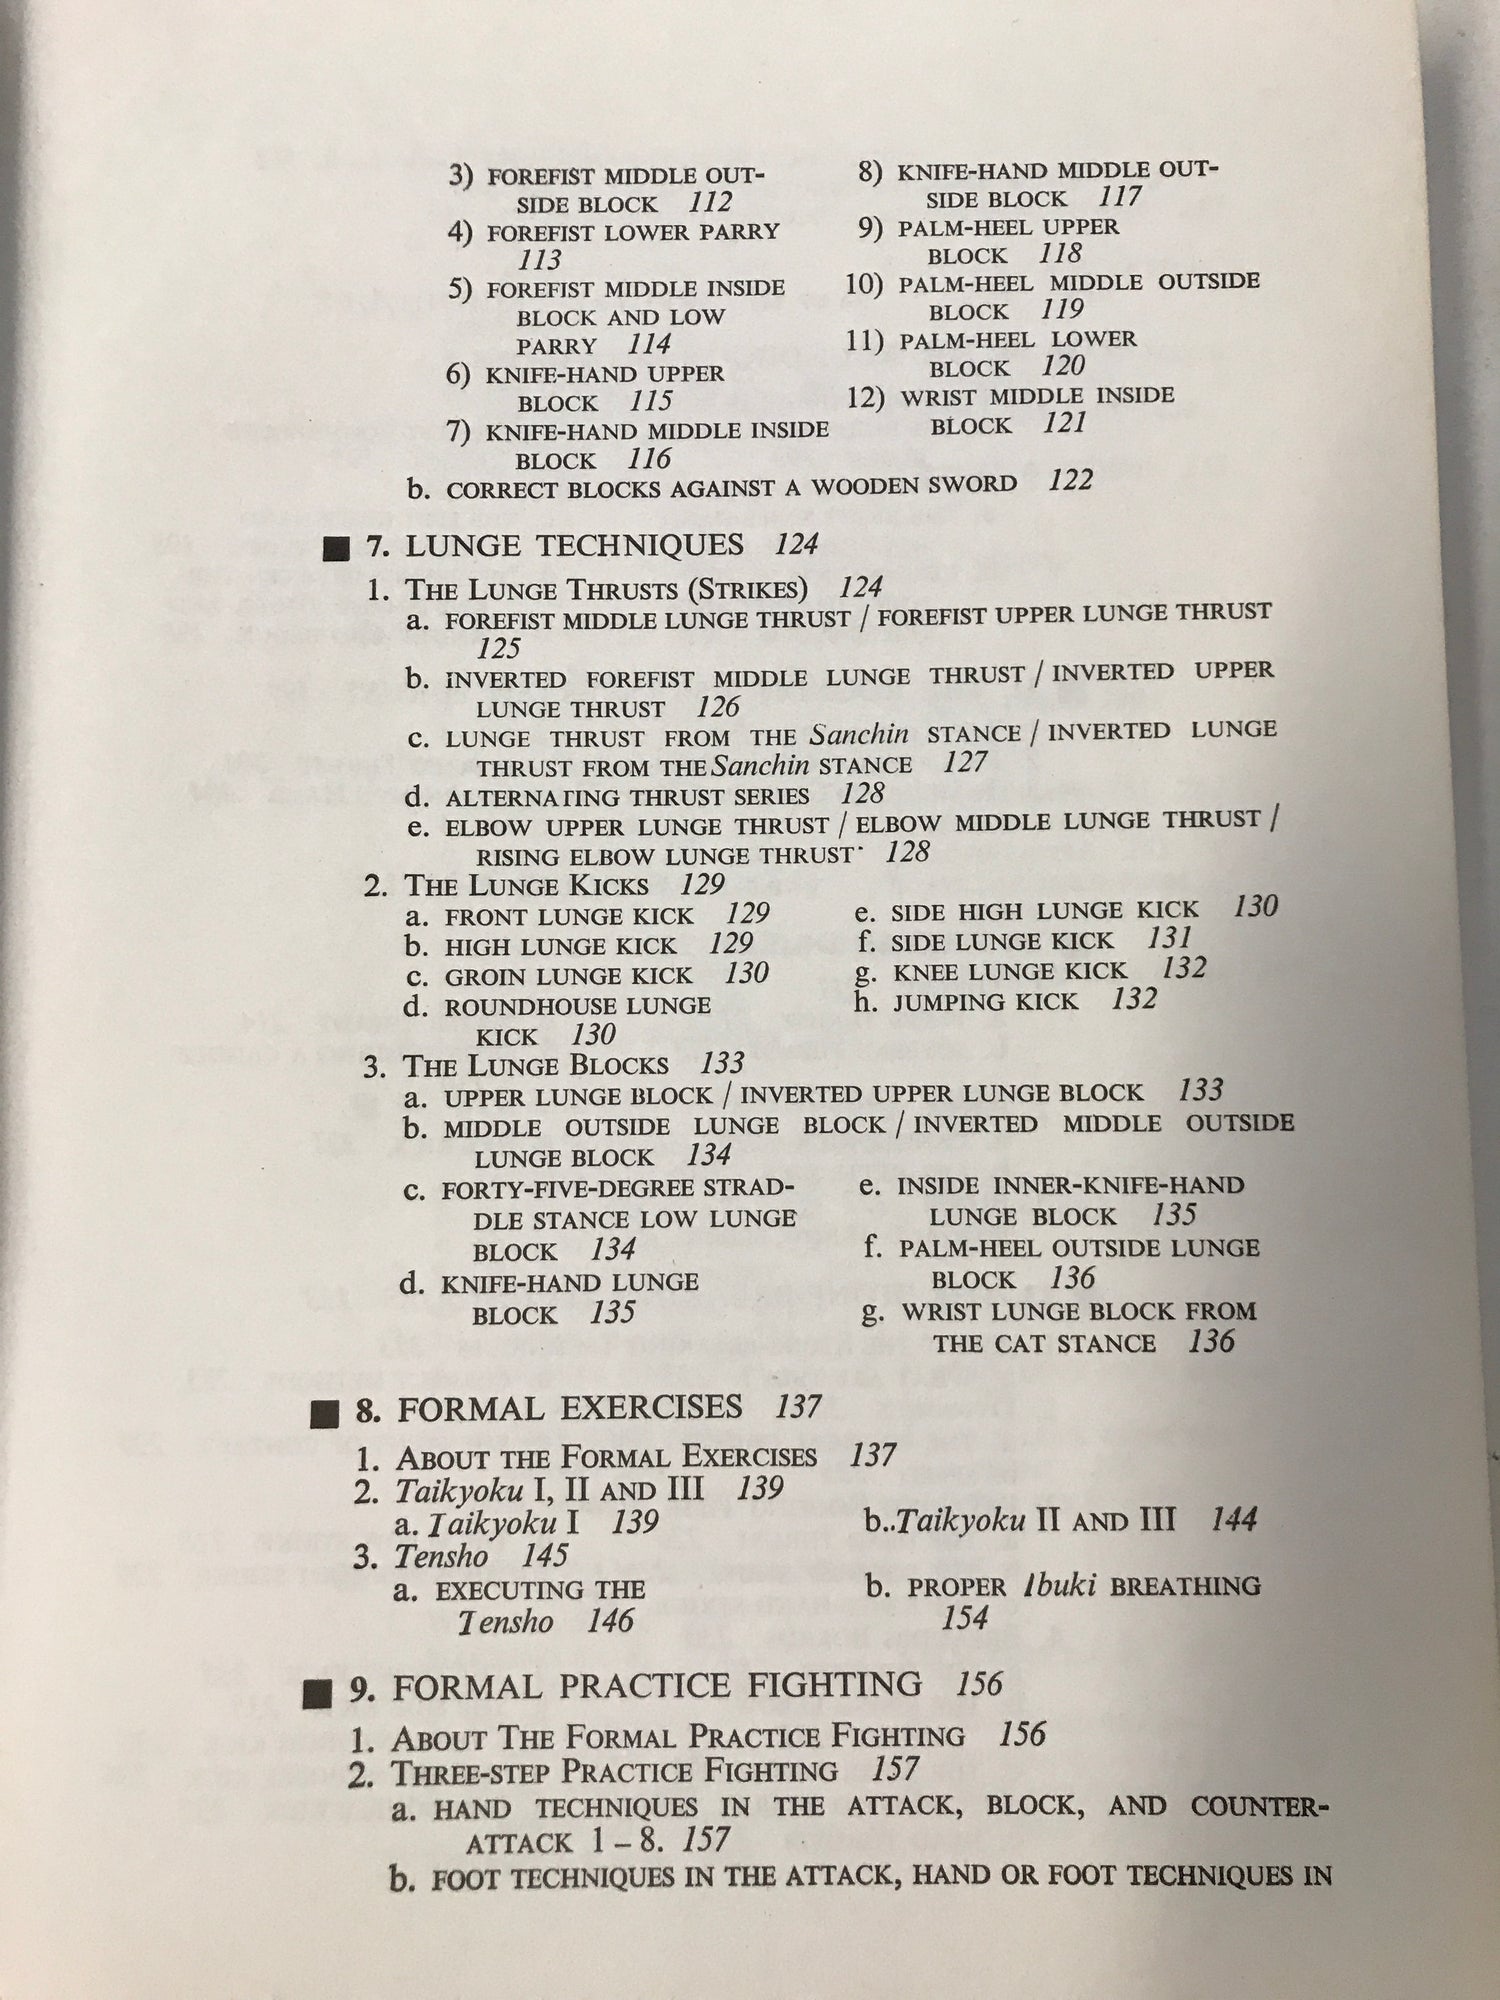 3) FOREFIST MIDDLE OUT-
SIDE BLOCK 112
4) FOREFIST LOWER PARRY
113
5) FOREFIST MIDDLE INSIDE
BLOCK AND LOW
PARRY 114
6) KNIFE-HAND UPPER
BLOCK 115
7) KNIFE-HAND MIDDLE INSIDE
BLOCK 116
8) KNIFE-HAND MIDDLE OUT-
SIDE BLOCK 117
9) PALM-HEEL UPPER
BLOCK 118
10) PALM-HEEL MIDDLE OUTSIDE
BLOCK 119
11) PALM-HEEL LOWER
BLOCK 120
12) WRIST MIDDLE INSIDE
BLOCK 121
b. CORRECT BLOCKS AGAINST A WOODEN SWORD 122
■ 7. LUNGE TECHNIQUES 124
1. THE LUNGE THRUSTS (STRIKES) 124
a. FOREFIST MIDDLE LUNGE THRUST / FOREFIST UPPER LUNGE THRUST
125
b. INVERTED FOREFIST MIDDLE LUNGE THRUST / INVERTED UPPER
LUNGE THRUST 126
c. LUNGE THRUST FROM THE Sanchin STANCE / INVERTED LUNGE
THRUST FROM THE Sanchin STANCE 127
d. ALTERNATING THRUST SERIES 128
e. ELBOW UPPER LUNGE THRUST / ELBOW MIDDLE LUNGE THRUST /
RISING ELBOW LUNGE THRUST 128
2. THE LUNGE KICKS 129
a. FRONT LUNGE KICK 129
b. HIGH LUNGE KICK 129
c. GROIN LUNGE KICK 130
d. ROUNDHOUSE LUNGE
KICK 130
e. SIDE HIGH LUNGE KICK 130
f. SIDE LUNGE KICK 131
g. KNEE LUNGE KICK 132
h. JUMPING KICK 132
3. THE LUNGE BLOCKS 133
a. UPPER LUNGE BLOCK / INVERTED UPPER LUNGE BLOCK 133
b. MIDDLE OUTSIDE LUNGE BLOCK / INVERTED MIDDLE OUTSIDE
LUNGE BLOCK 134
c. FORTY-FIVE-DEGREE STRAD-
DLE STANCE LOW LUNGE
BLOCK 134
d. KNIFE-HAND LUNGE
BLOCK 135
e. INSIDE INNER-KNIFE-HAND
LUNGE BLOCK 135
f. PALM-HEEL OUTSIDE LUNGE
BLOCK 136
g. WRIST LUNGE BLOCK FROM
THE CAT STANCE 136
■ 8. FORMAL EXERCISES 137
1. ABOUT THE FORMAL EXERCISES 137
2. Taikyoku I, II AND III 139
a. Taikyoku I 139
b..Taikyoku II AND III 144
3. Tensho 145
a. EXECUTING THE
Tensho 146
b. PROPER Ibuki BREATHING
154
■ 9. FORMAL PRACTICE FIGHTING 156
1. ABOUT THE FORMAL PRACTICE FIGHTING 156
2. THREE-STEP PRACTICE FIGHTING 157
a. HAND TECHNIQUES IN THE ATTACK, BLOCK, AND COUNTER-
ATTACK 1 – 8. 157
b. FOOT TECHNIQUES IN THE ATTACK, HAND OR FOOT TECHNIQUES IN